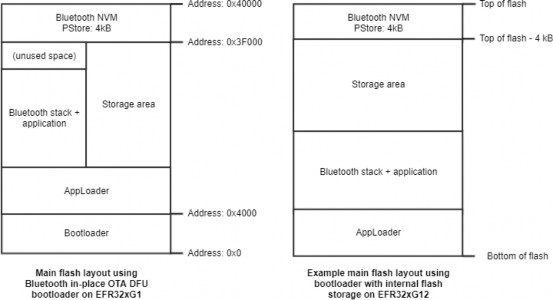 Bluetooth NVM
PStore: 4kB
Address: 0x40000
Address: 0x3F000
(unused space)
Bluetooth stack +
application
Storage area
AppLoader
Address: 0x4000
Bootloader
Address: 0x0
Main flash layout using
Bluetooth in-place OTA DFU
bootloader on EFR32xG1
Top of flash
Bluetooth NVM
PStore: 4kB
Top of flash - 4 kB
Storage area
Bluetooth stack + application
AppLoader
Bottom of flash
Example main flash layout using
bootloader with internal flash
storage on EFR32xG12